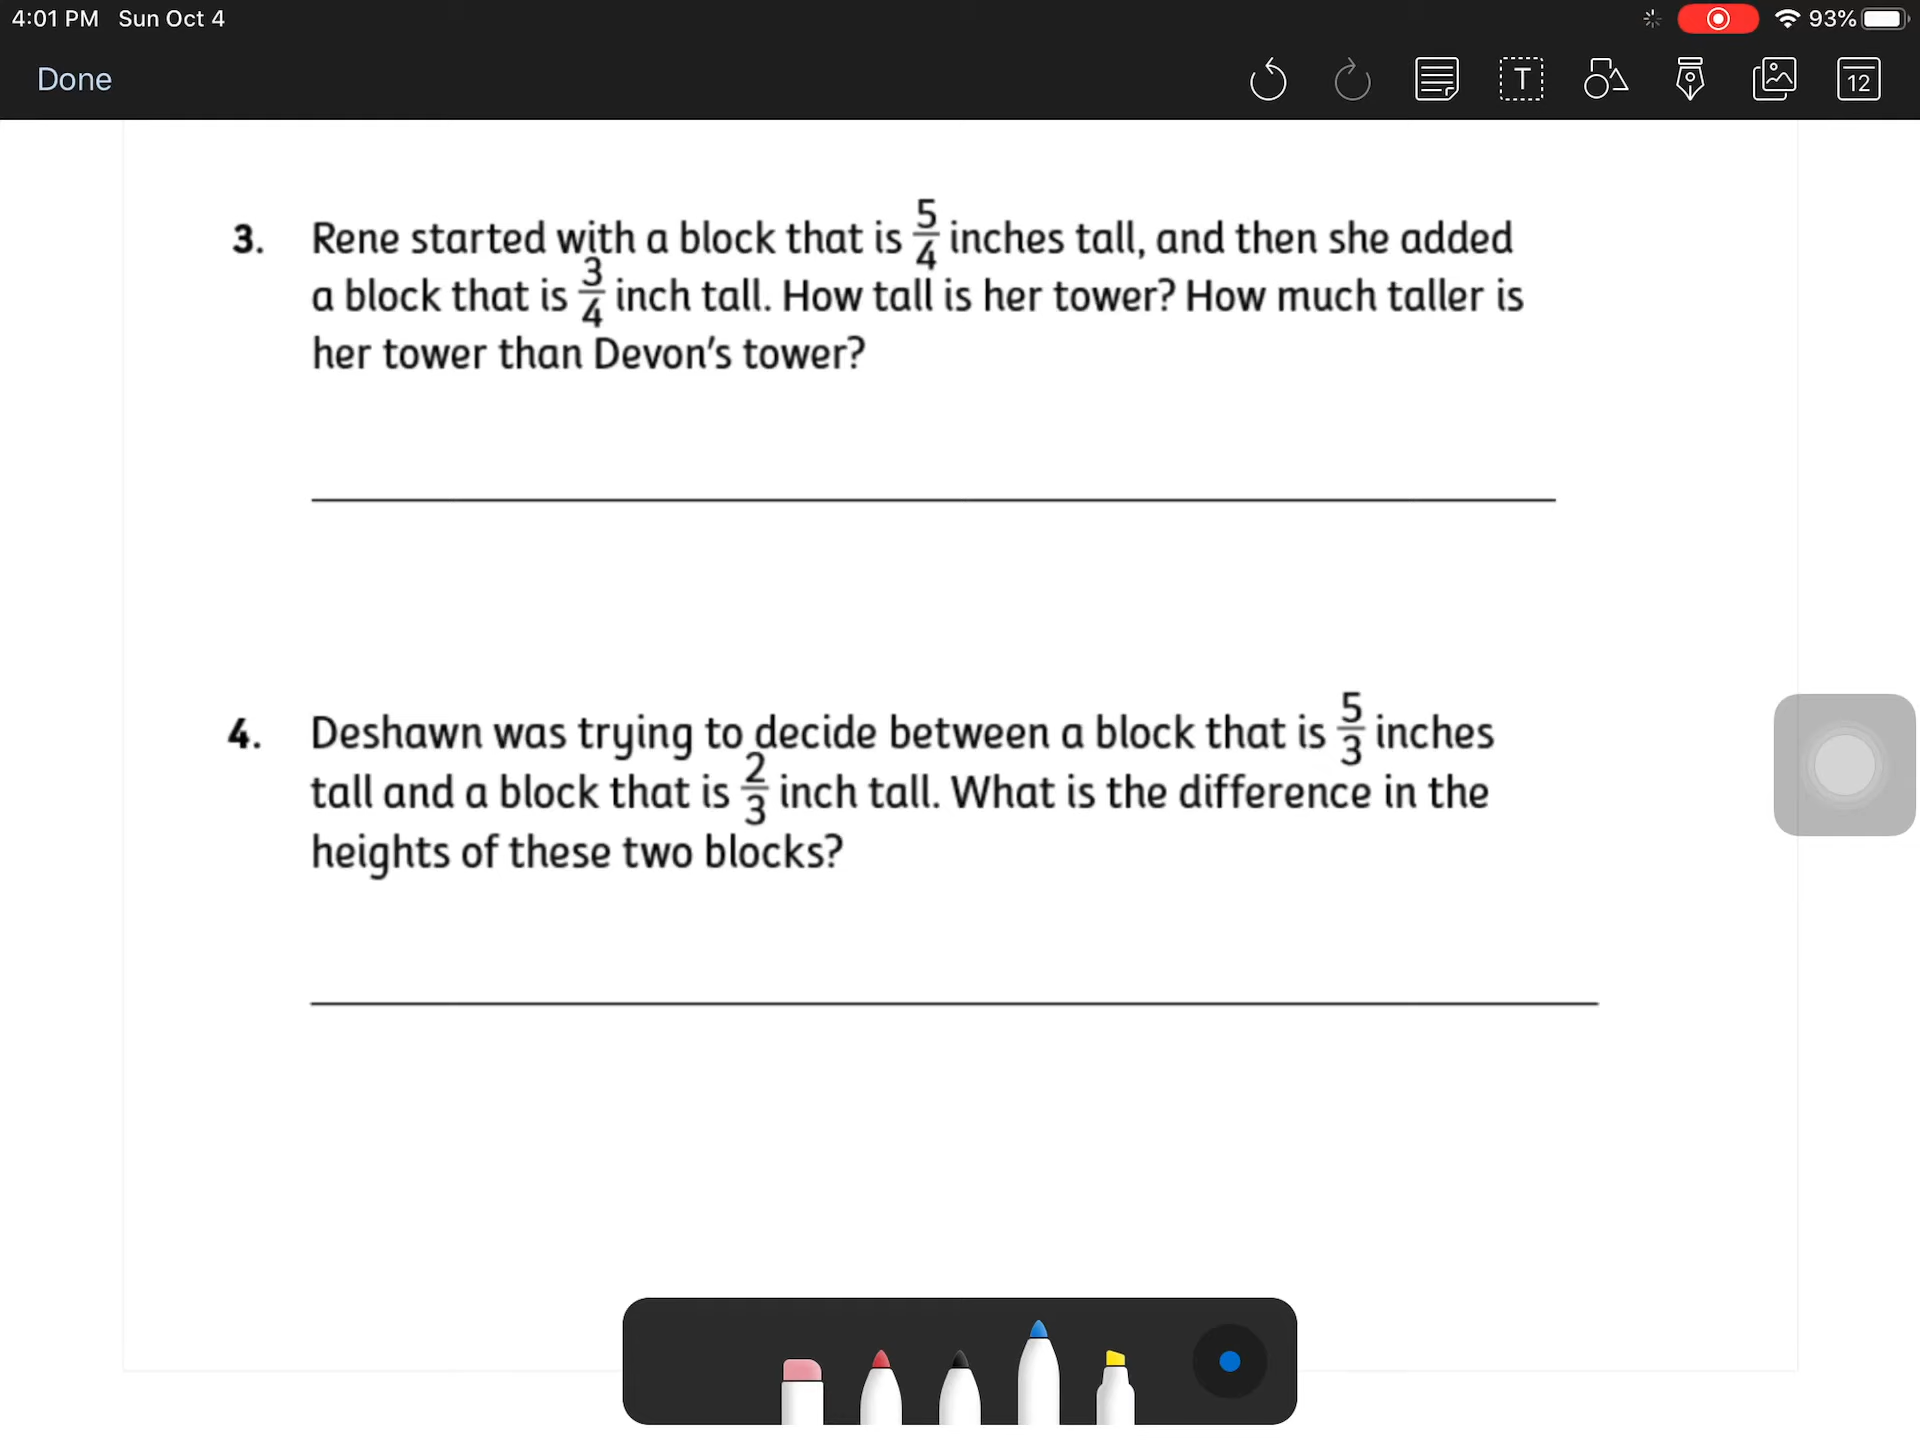 4:01 PM Sun Oct 4
93%
Done
T
12
3. Rene started with a block that is 5/4 inches tall, and then she added
a block that is 3/4 inch tall. How tall is her tower? How much taller is
her tower than Devon's tower?
4. Deshawn was trying to decide between a block that is 5/3 inches
tall and a block that is 2/3 inch tall. What is the difference in the
heights of these two blocks?